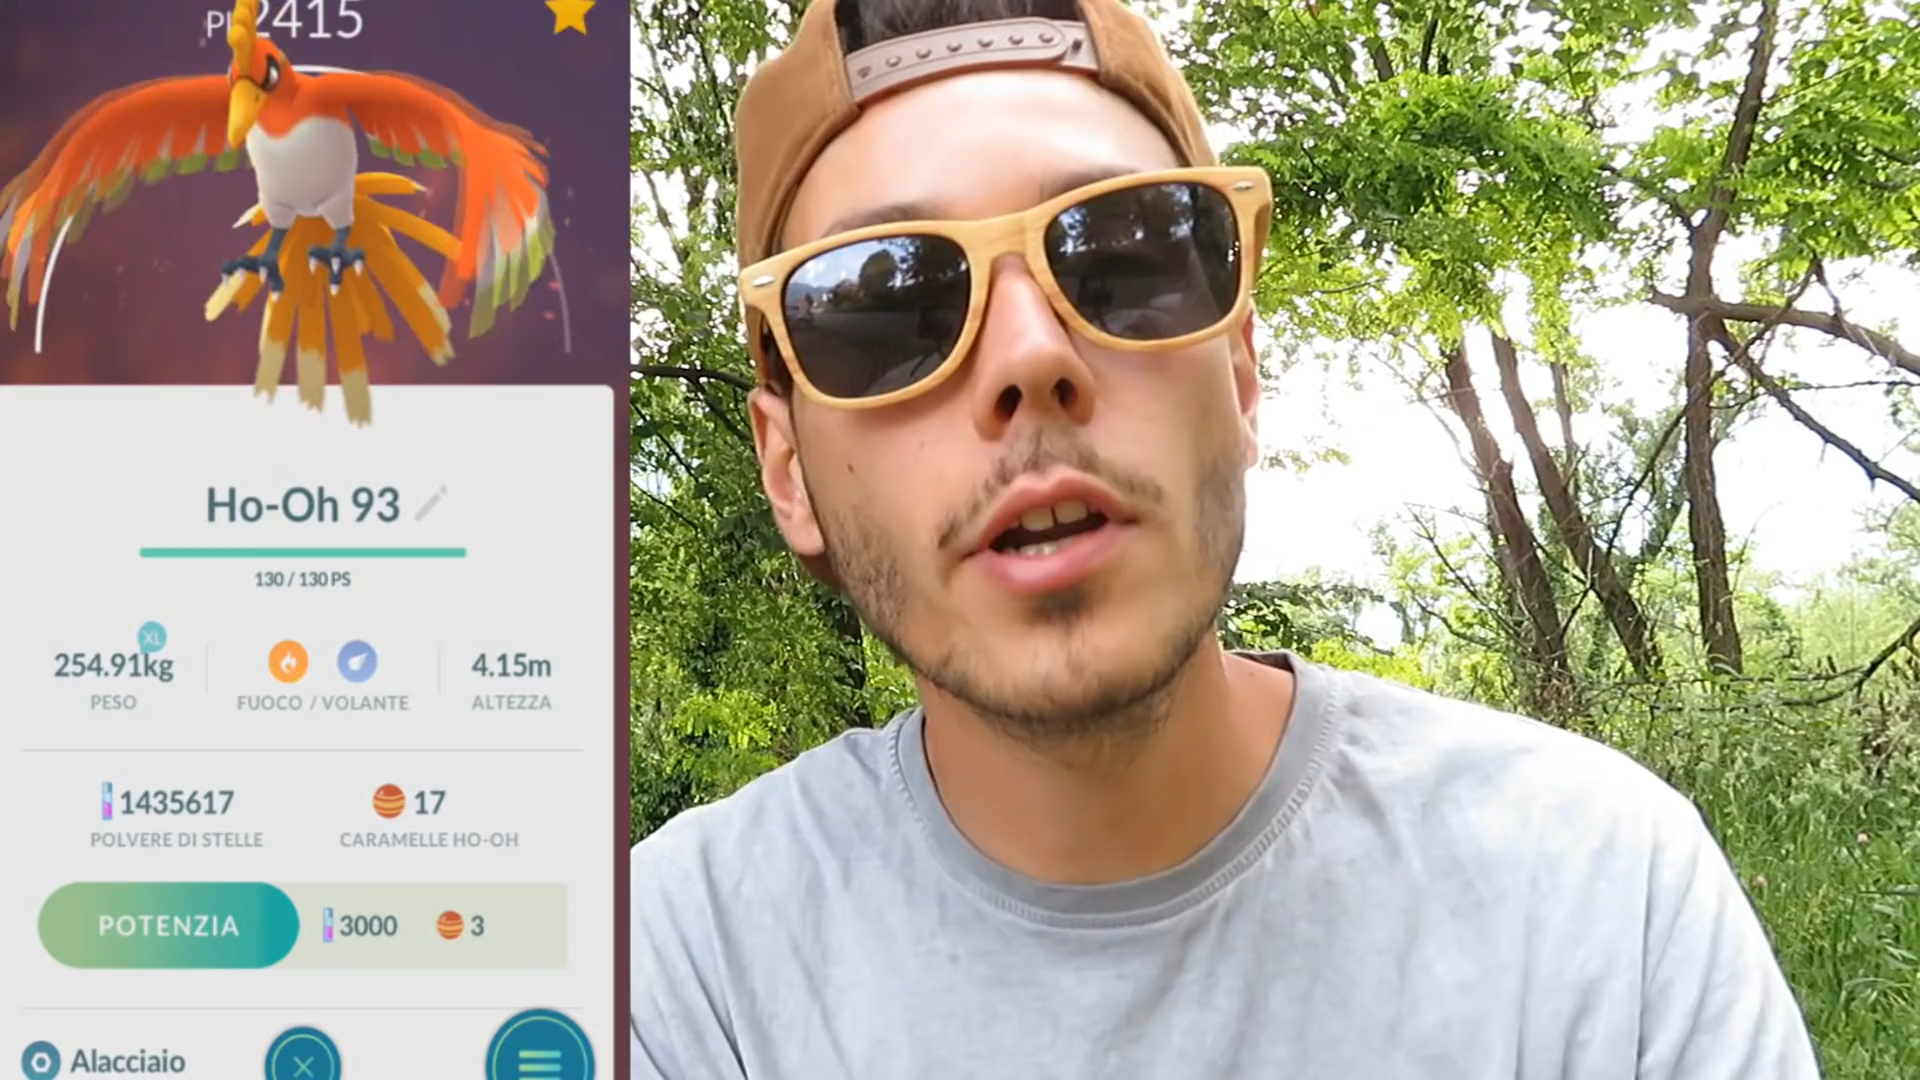 PL 2415
Ho-Oh 93
130 / 130 PS
XL
254.91kg
PESO
FUOCO / VOLANTE
4.15m
ALTEZZA
1435617
POLVERE DI STELLE
17
CARAMELLE HO-OH
POTENZIA
3000
3
Alacciaio